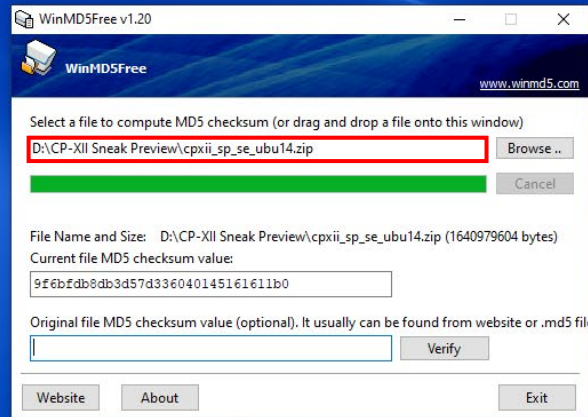 WinMD5Free v1.20
WinMD5Free
www.winmd5.com
Select a file to compute MD5 checksum (or drag and drop a file onto this window)
D:\CP-XII Sneak Preview\cpxii_sp_se_ubu14.zip
Browse ..
Cancel
File Name and Size: D:\CP-XII Sneak Preview\cpxii_sp_se_ubu14.zip (1640979604 bytes)
Current file MD5 checksum value:
9f6bfdb8db3d57d336040145161611b0
Original file MD5 checksum value (optional). It usually can be found from website or .md5 fil
Verify
Website About Exit